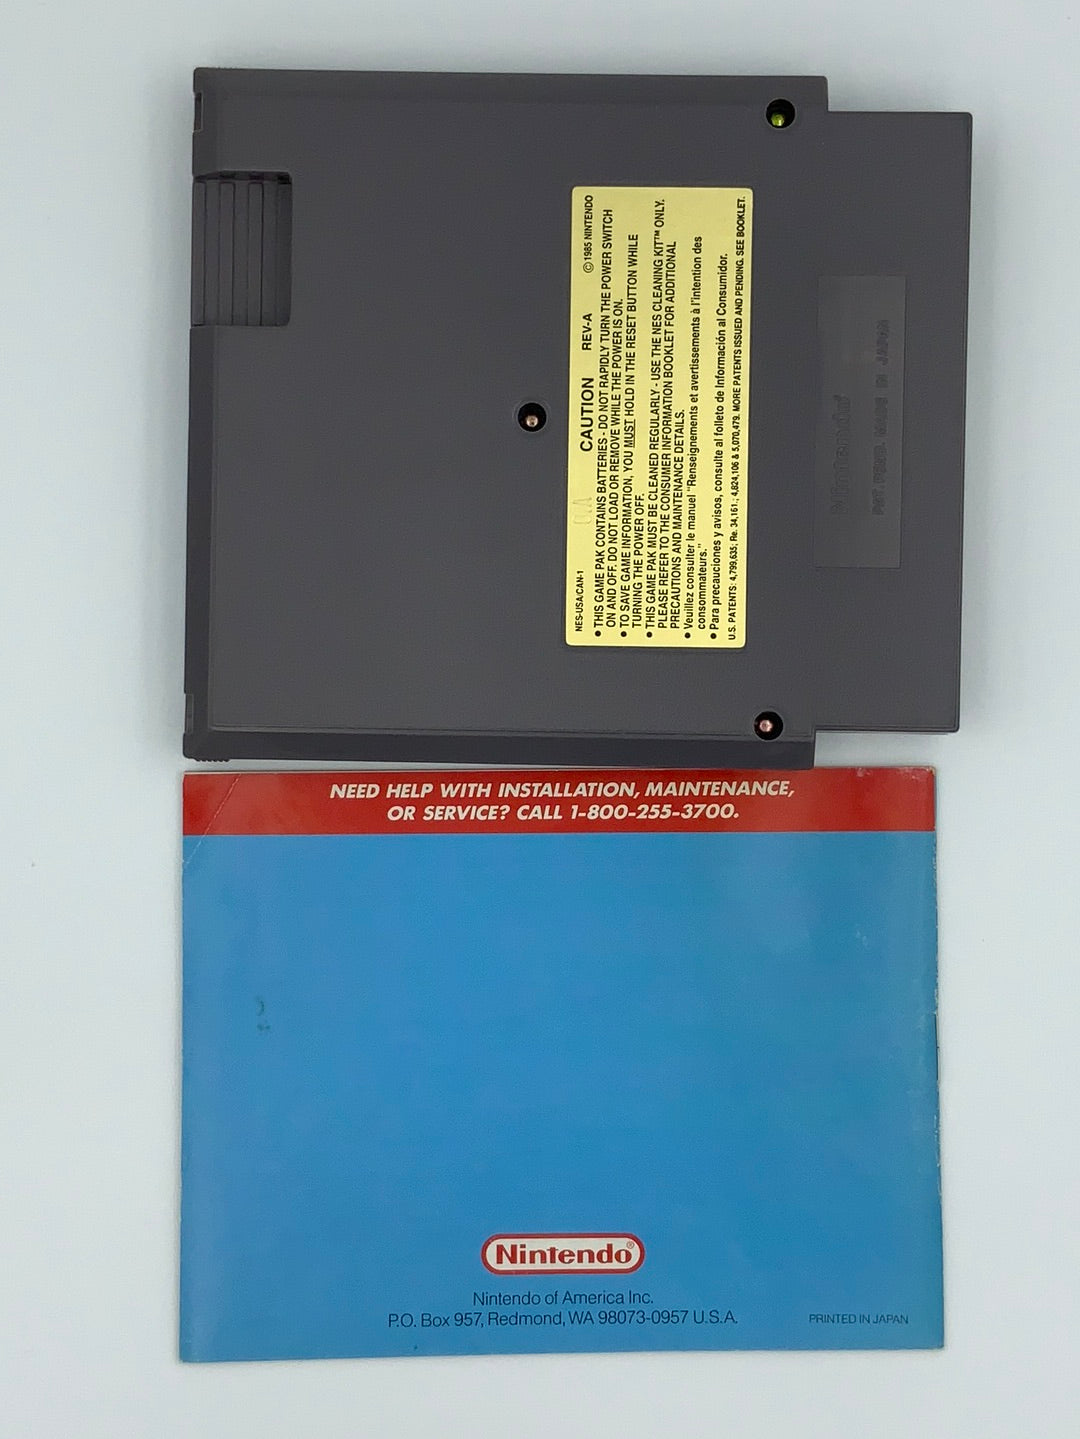 NES-USA/CAN-1 CAUTION REV-A ©1985 NINTENDO
• THIS GAME PAK CONTAINS BATTERIES - DO NOT RAPIDLY TURN THE POWER SWITCH
ON AND OFF. DO NOT LOAD OR REMOVE WHILE THE POWER IS ON.
• TO SAVE GAME INFORMATION, YOU MUST HOLD IN THE RESET BUTTON WHILE
TURNING THE POWER OFF.
• THIS GAME PAK MUST BE CLEANED REGULARLY - USE THE NES CLEANING KIT™ ONLY.
PLEASE REFER TO THE CONSUMER INFORMATION BOOKLET FOR ADDITIONAL
PRECAUTIONS AND MAINTENANCE DETAILS.
• Veuillez consulter le manuel "Renseignements et avertissements à l'intention des
consommateurs."
• Para precauciones y avisos, consulte al folleto de Información al Consumidor.
U.S. PATENTS: 4,799,635; Re. 34,161; 4,824,106 & 5,070,479. MORE PATENTS ISSUED AND PENDING. SEE BOOKLET.
Nintendo®
PAT. PEND. MADE IN JAPAN
NEED HELP WITH INSTALLATION, MAINTENANCE,
OR SERVICE? CALL 1-800-255-3700.
Nintendo®
Nintendo of America Inc.
P.O. Box 957, Redmond, WA 98073-0957 U.S.A.
PRINTED IN JAPAN